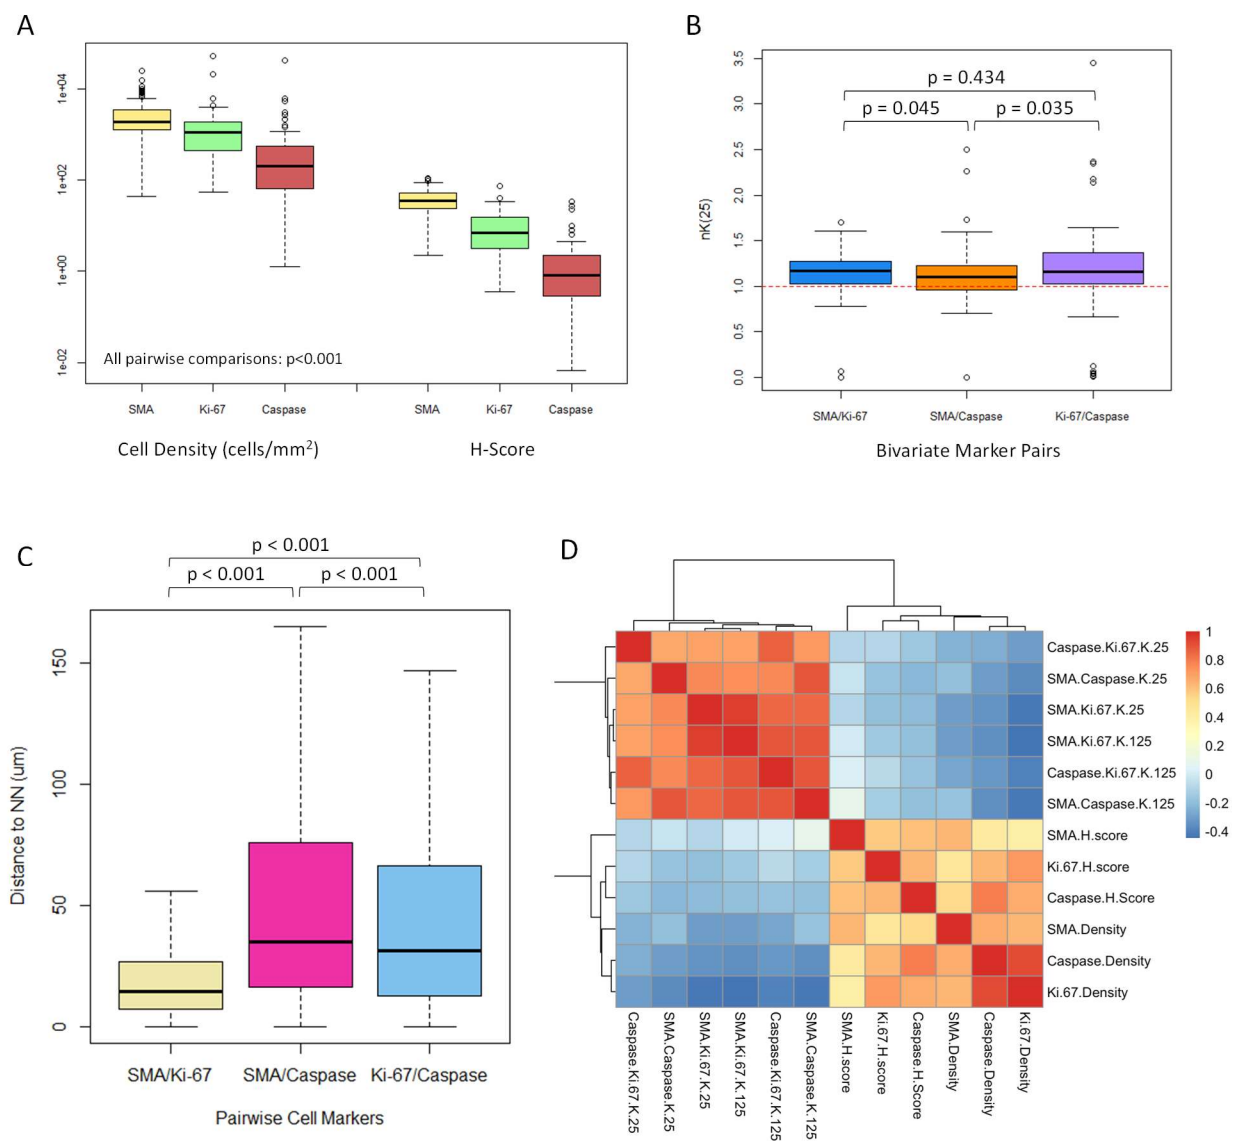 A
1e+04
1e+02
1e+00
1e-02
All pairwise comparisons: p<0.001
SMA Ki-67 Caspase SMA Ki-67 Caspase
Cell Density (cells/mm2) H-Score
B
nK(25)
3.5
3.0
2.5
2.0
1.5
1.0
0.5
0.0
p = 0.434
p = 0.045 p = 0.035
SMA/Ki-67 SMA/Caspase Ki-67/Caspase
Bivariate Marker Pairs
C
p < 0.001
p < 0.001 p < 0.001
Distance to NN (um)
150
100
50
0
SMA/Ki-67 SMA/Caspase Ki-67/Caspase
Pairwise Cell Markers
D
Caspase.Ki.67.K.25
SMA.Caspase.K.25
SMA.Ki.67.K.25
SMA.Ki.67.K.125
Caspase.Ki.67.K.125
SMA.Caspase.K.125
SMA.H.score
Ki.67.H.score
Caspase.H.Score
SMA.Density
Caspase.Density
Ki.67.Density
1
0.8
0.6
0.4
0.2
0
-0.2
-0.4
Caspase.Ki.67.K.25
SMA.Caspase.K.25
SMA.Ki.67.K.25
SMA.Ki.67.K.125
Caspase.Ki.67.K.125
SMA.Caspase.K.125
SMA.H.score
Ki.67.H.score
Caspase.H.Score
SMA.Density
Caspase.Density
Ki.67.Density